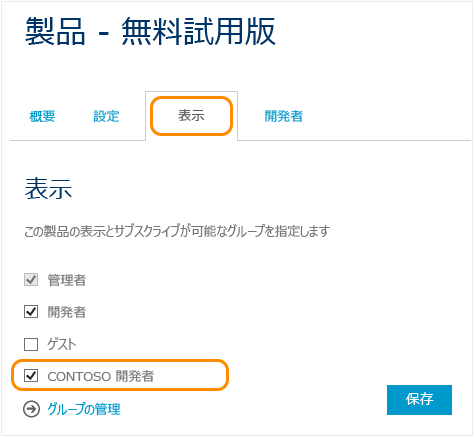 製品 - 無料試用版
概要 設定 表示 開発者
表示
この製品の表示とサブスクライブが可能なグループを指定します
管理者
開発者
ゲスト
CONTOSO 開発者
グループの管理
保存